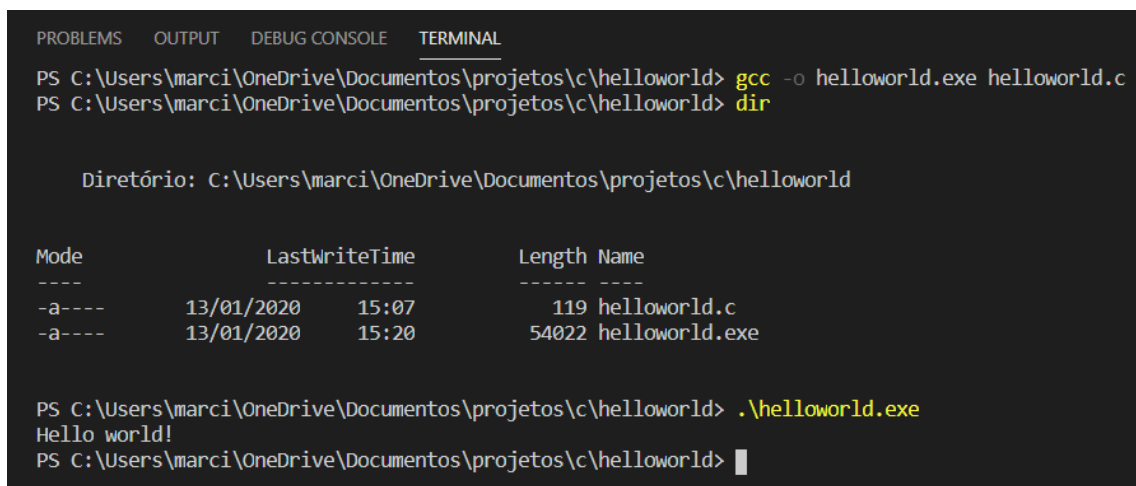 PROBLEMS OUTPUT DEBUG CONSOLE TERMINAL
PS C:\Users\marci\OneDrive\Documentos\projetos\c\helloworld> gcc -o helloworld.exe helloworld.c
PS C:\Users\marci\OneDrive\Documentos\projetos\c\helloworld> dir
Diretório: C:\Users\marci\OneDrive\Documentos\projetos\c\helloworld
Mode LastWriteTime Length Name
---- ------------- ------ ----
-a---- 13/01/2020 15:07 119 helloworld.c
-a---- 13/01/2020 15:20 54022 helloworld.exe
PS C:\Users\marci\OneDrive\Documentos\projetos\c\helloworld> .\helloworld.exe
Hello world!
PS C:\Users\marci\OneDrive\Documentos\projetos\c\helloworld>